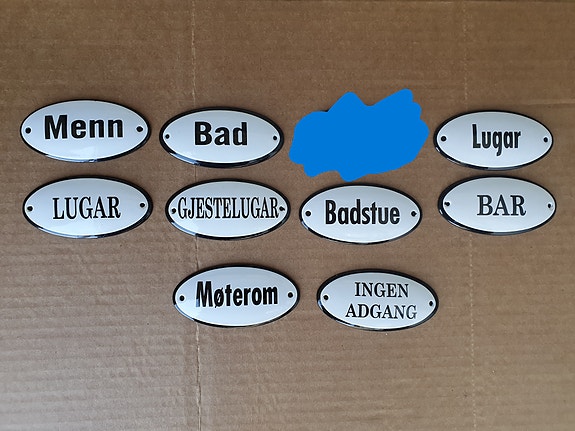 Menn
Bad
Lugar
LUGAR
GJESTELUGAR
Badstue
BAR
Møterom
INGEN
ADGANG